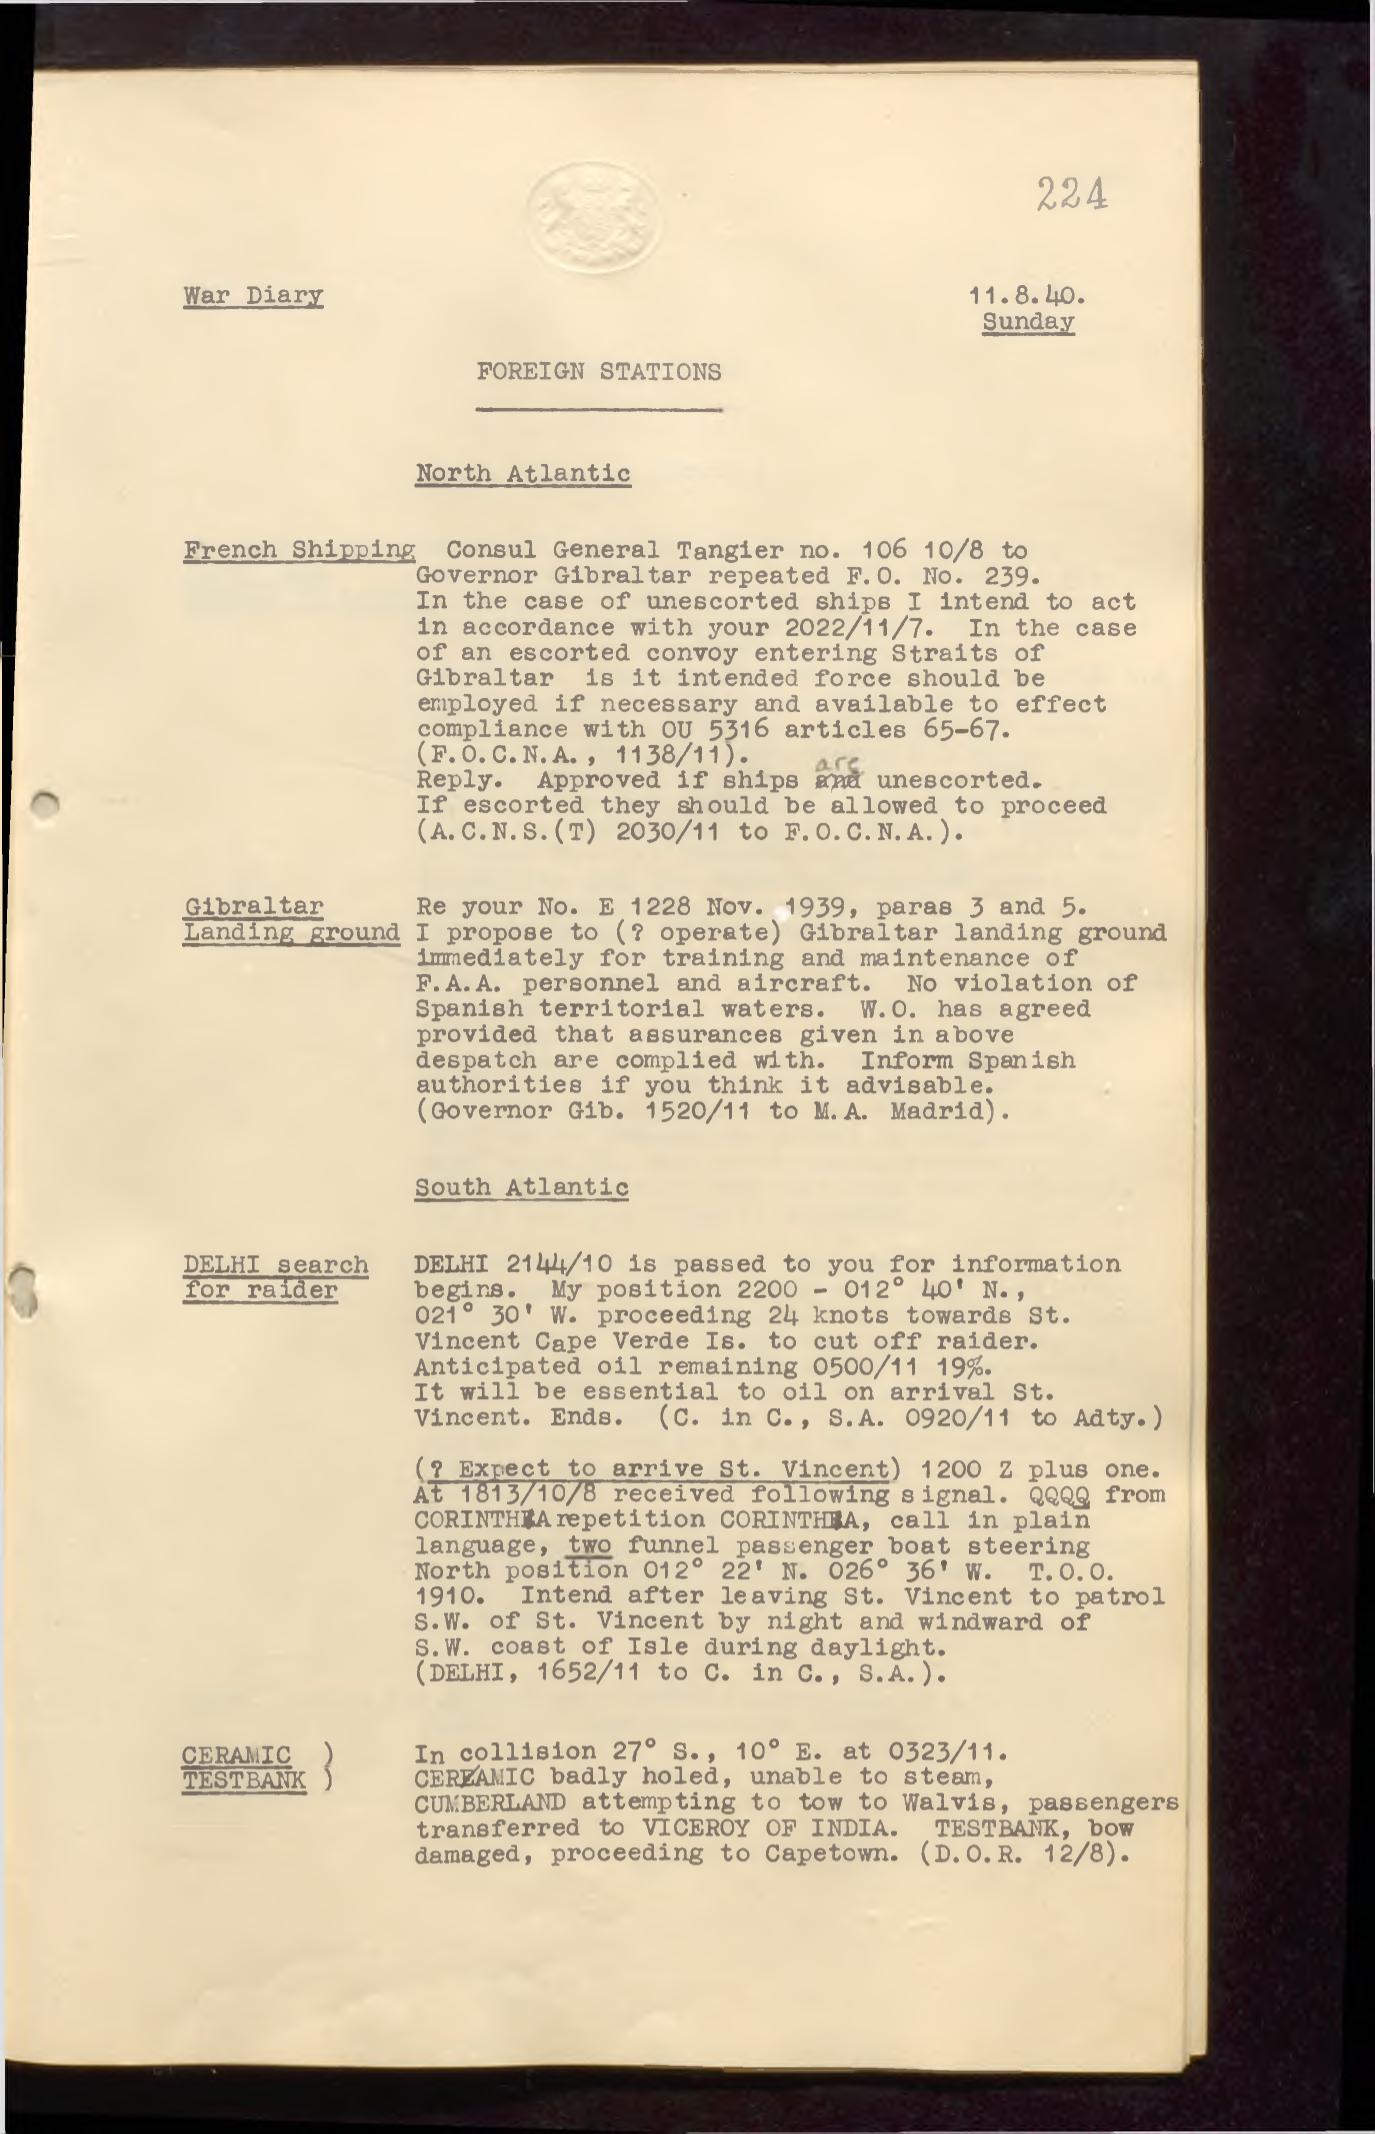 224
War Diary 11.8.40.
Sunday
FOREIGN STATIONS
North Atlantic
French Shipping Consul General Tangier no. 106 10/8 to
Governor Gibraltar repeated F.O. No. 239.
In the case of unescorted ships I intend to act
in accordance with your 2022/11/7. In the case
of an escorted convoy entering Straits of
Gibraltar is it intended force should be
employed if necessary and available to effect
compliance with OU 5316 articles 65-67.
(F.O.C.N.A., 1138/11).
are
Reply. Approved if ships and unescorted.
If escorted they should be allowed to proceed
(A.C.N.S.(T) 2030/11 to F.O.C.N.A.).
Gibraltar Re your No. E 1228 Nov. 1939, paras 3 and 5.
Landing ground I propose to (? operate) Gibraltar landing ground
immediately for training and maintenance of
F.A.A. personnel and aircraft. No violation of
Spanish territorial waters. W.O. has agreed
provided that assurances given in above
despatch are complied with. Inform Spanish
authorities if you think it advisable.
(Governor Gib. 1520/11 to M.A. Madrid).
South Atlantic
DELHI search DELHI 2144/10 is passed to you for information
for raider begins. My position 2200 - 012° 40' N.,
021° 30' W. proceeding 24 knots towards St.
Vincent Cape Verde Is. to cut off raider.
Anticipated oil remaining 0500/11 19%.
It will be essential to oil on arrival St.
Vincent. Ends. (C. in C., S.A. 0920/11 to Adty.)
(? Expect to arrive St. Vincent) 1200 Z plus one.
At 1813/10/8 received following signal. QQQQ from
CORINTHIA repetition CORINTHIA, call in plain
language, two funnel passenger boat steering
North position 012° 22' N. 026° 36' W. T.O.O.
1910. Intend after leaving St. Vincent to patrol
S.W. of St. Vincent by night and windward of
S.W. coast of Isle during daylight.
(DELHI, 1652/11 to C. in C., S.A.).
CERAMIC ) In collision 27° S., 10° E. at 0323/11.
TESTBANK ) CERAMIC badly holed, unable to steam,
CUMBERLAND attempting to tow to Walvis, passengers
transferred to VICEROY OF INDIA. TESTBANK, bow
damaged, proceeding to Capetown. (D.O.R. 12/8).